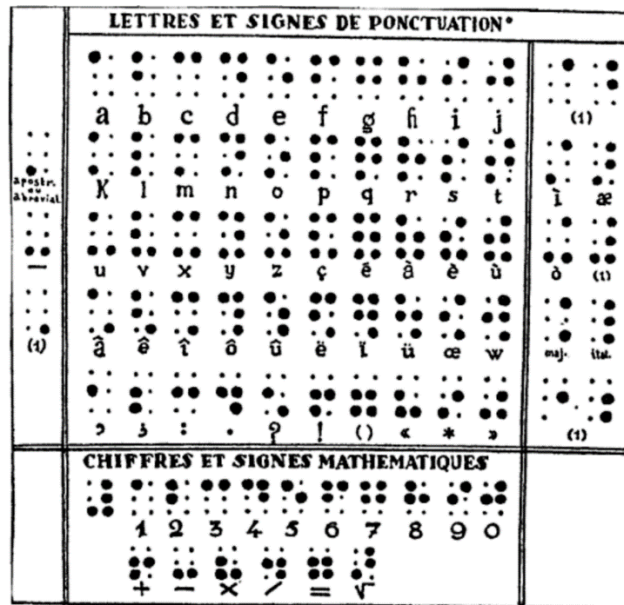 LETTRES ET SIGNES DE PONCTUATION*
a b c d e f g h i j (1)
apostr. ou abréviat.
K l m n o p q r s t ì æ
—
u v x y z ç é à è ù ò (1)
(1)
â ê î ô û ë ï ü œ w maj. ital.
, ; : . ? ! () « * » (1)
CHIFFRES ET SIGNES MATHEMATIQUES
1 2 3 4 5 6 7 8 9 0
+ − × / = √